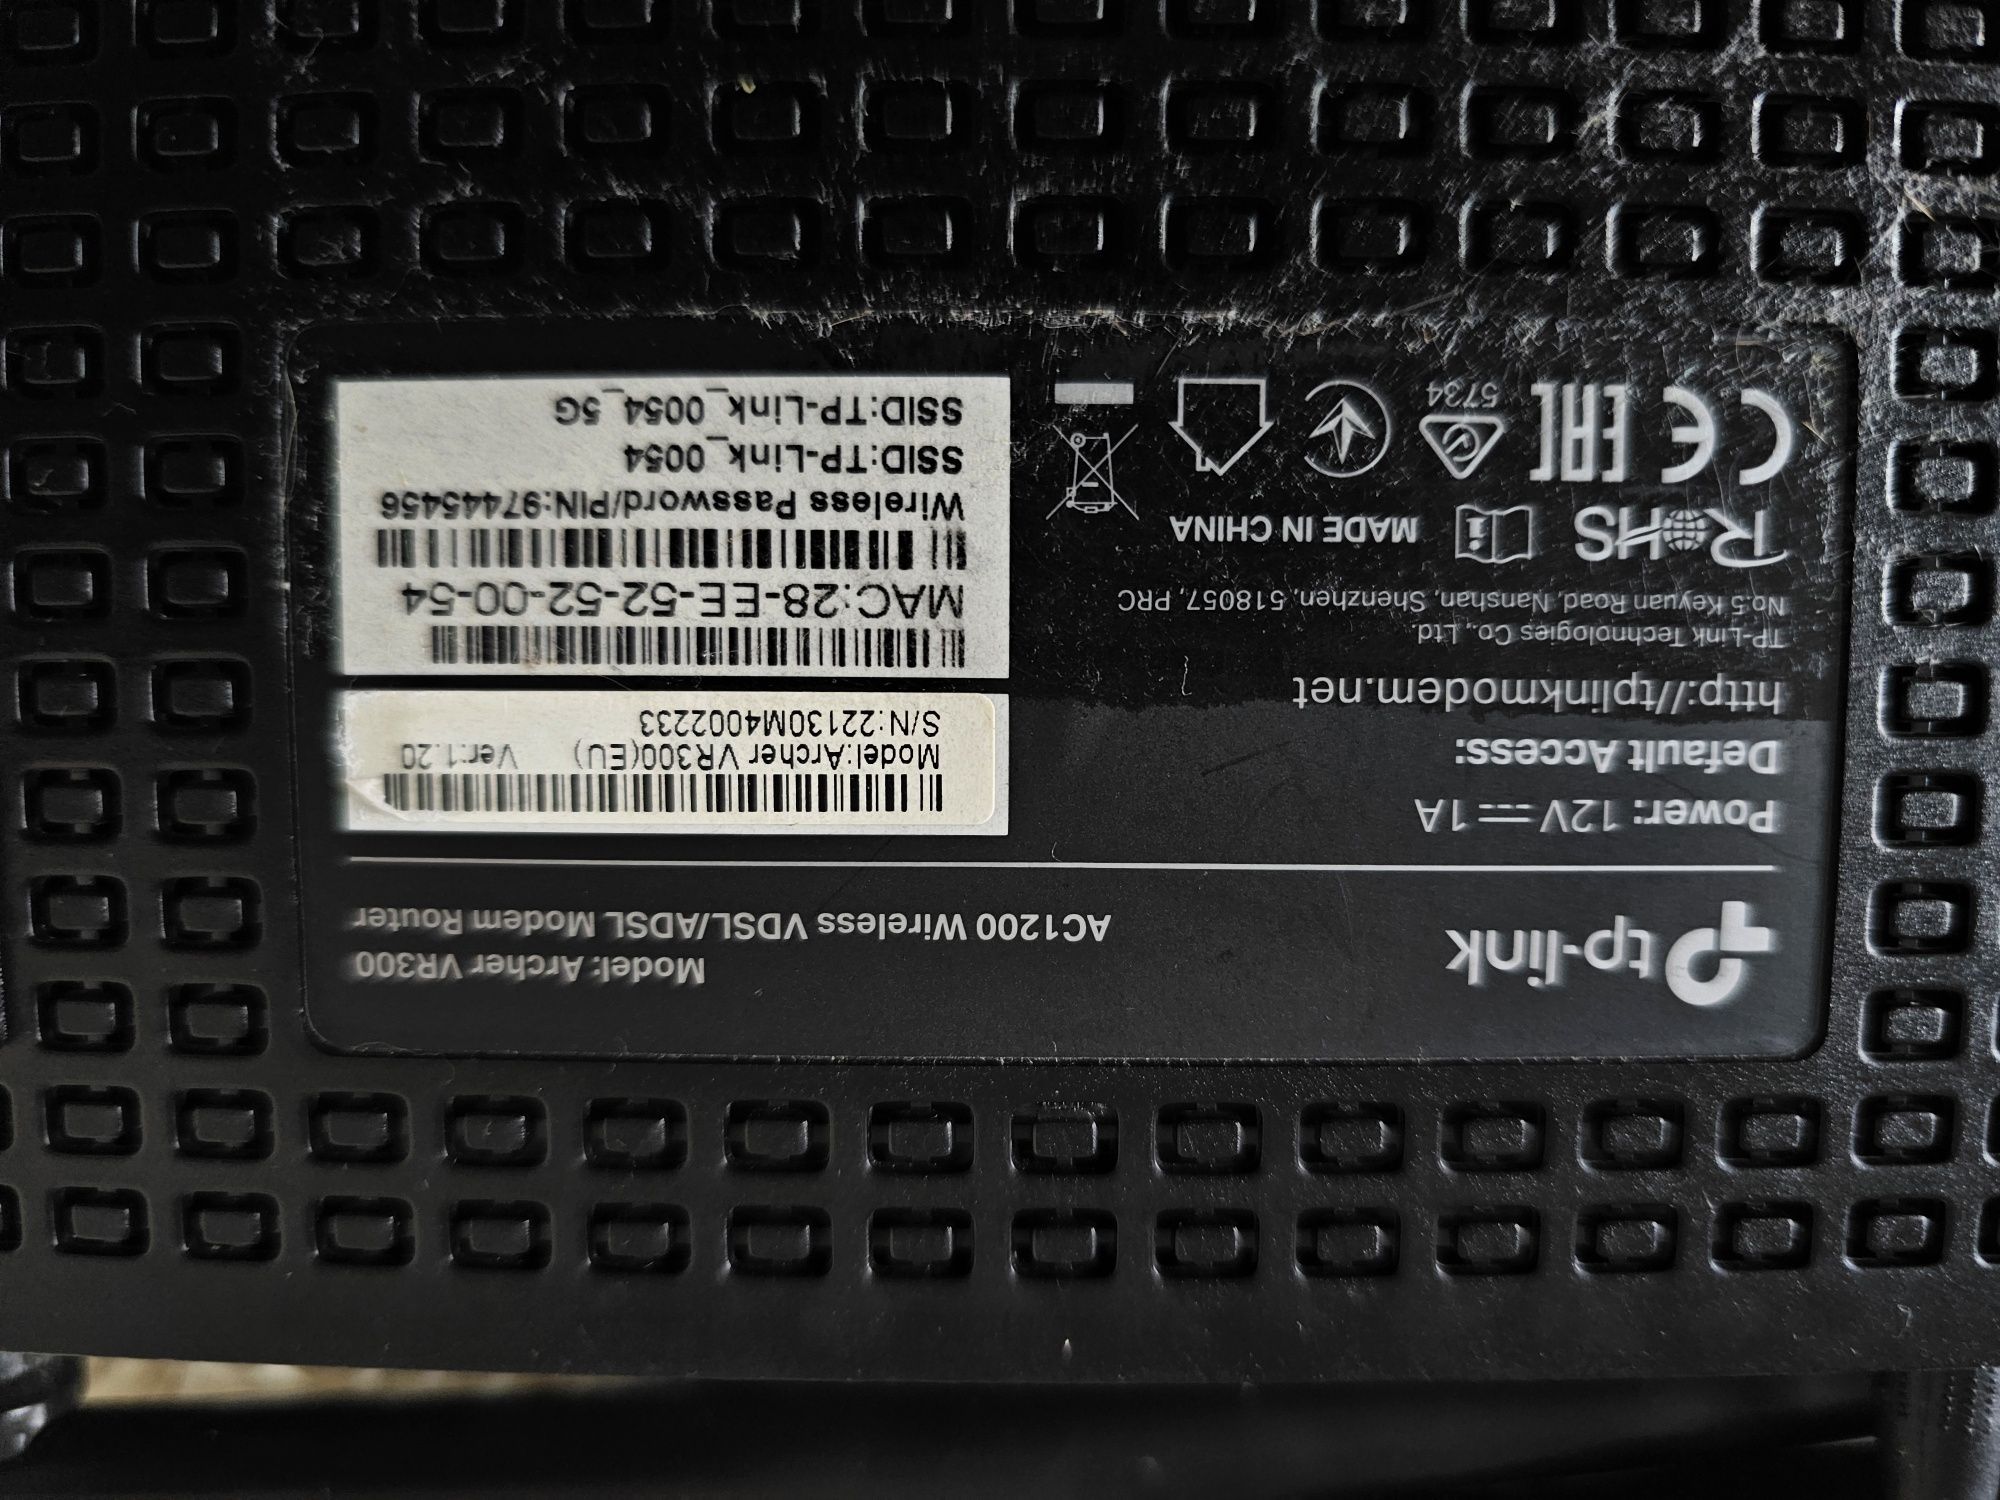 tp-link
Model: Archer VR300
AC1200 Wireless VDSL/ADSL Modem Router
Power: 12V⎓1A
Default Access:
http://tplinkmodem.net
TP-Link Technologies Co., Ltd.
No.5 Keyuan Road, Nanshan, Shenzhen, 518057, PRC
RoHS
MADE IN CHINA
CE
EAC
5734
Model:Archer VR300(EU) Ver:1.20
S/N:22130M4002233
MAC:28-EE-52-52-00-54
Wireless Password/PIN:97445456
SSID:TP-Link_0054
SSID:TP-Link_0054_5G